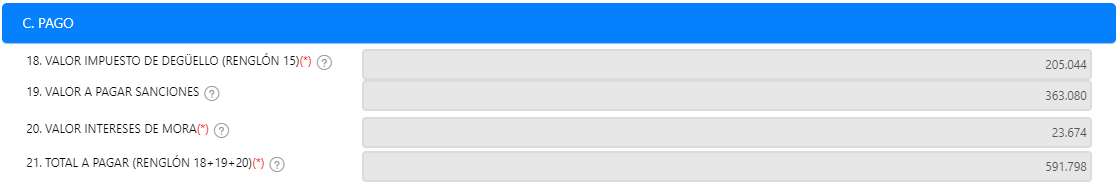 C. PAGO
18. VALOR IMPUESTO DE DEGÜELLO (RENGLÓN 15)(*) ? 205.044
19. VALOR A PAGAR SANCIONES ? 363.080
20. VALOR INTERESES DE MORA(*) ? 23.674
21. TOTAL A PAGAR (RENGLÓN 18+19+20)(*) ? 591.798